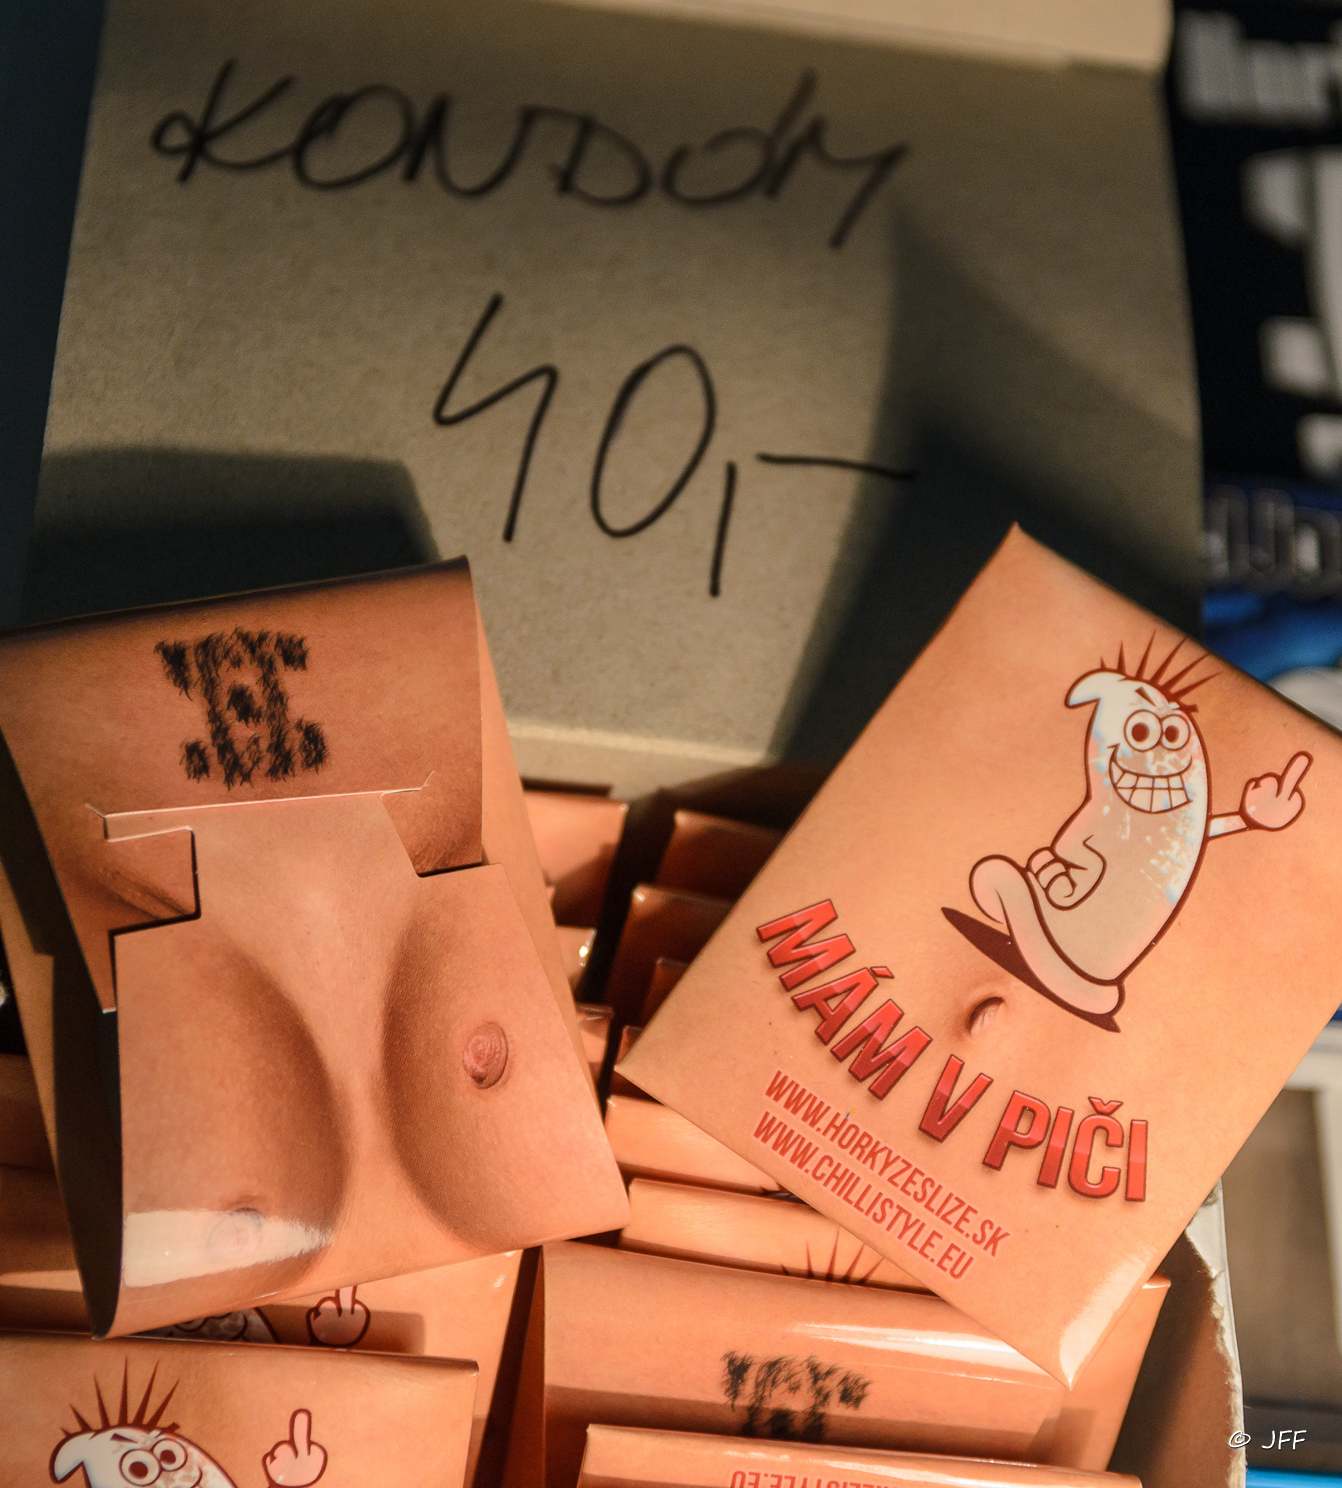 KONDOM
40,-
MÁM V PIČI
WWW.HORKYZESLIZE.SK
WWW.CHILLISTYLE.EU
© JFF